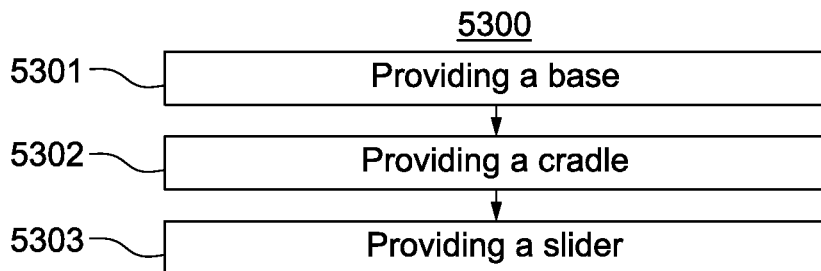 5300
5301 Providing a base
5302 Providing a cradle
5303 Providing a slider